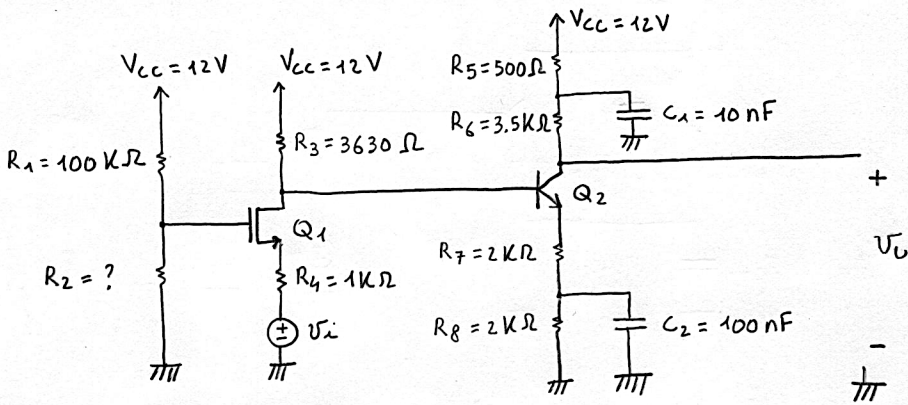 VCC = 12V
VCC = 12V
VCC = 12V
R5 = 500Ω
R6 = 3.5KΩ
C1 = 10 nF
R1 = 100 KΩ
R3 = 3630 Ω
Q1
Q2
+
R2 = ?
R4 = 1KΩ
R7 = 2KΩ
vi
R8 = 2KΩ
C2 = 100 nF
vu
-